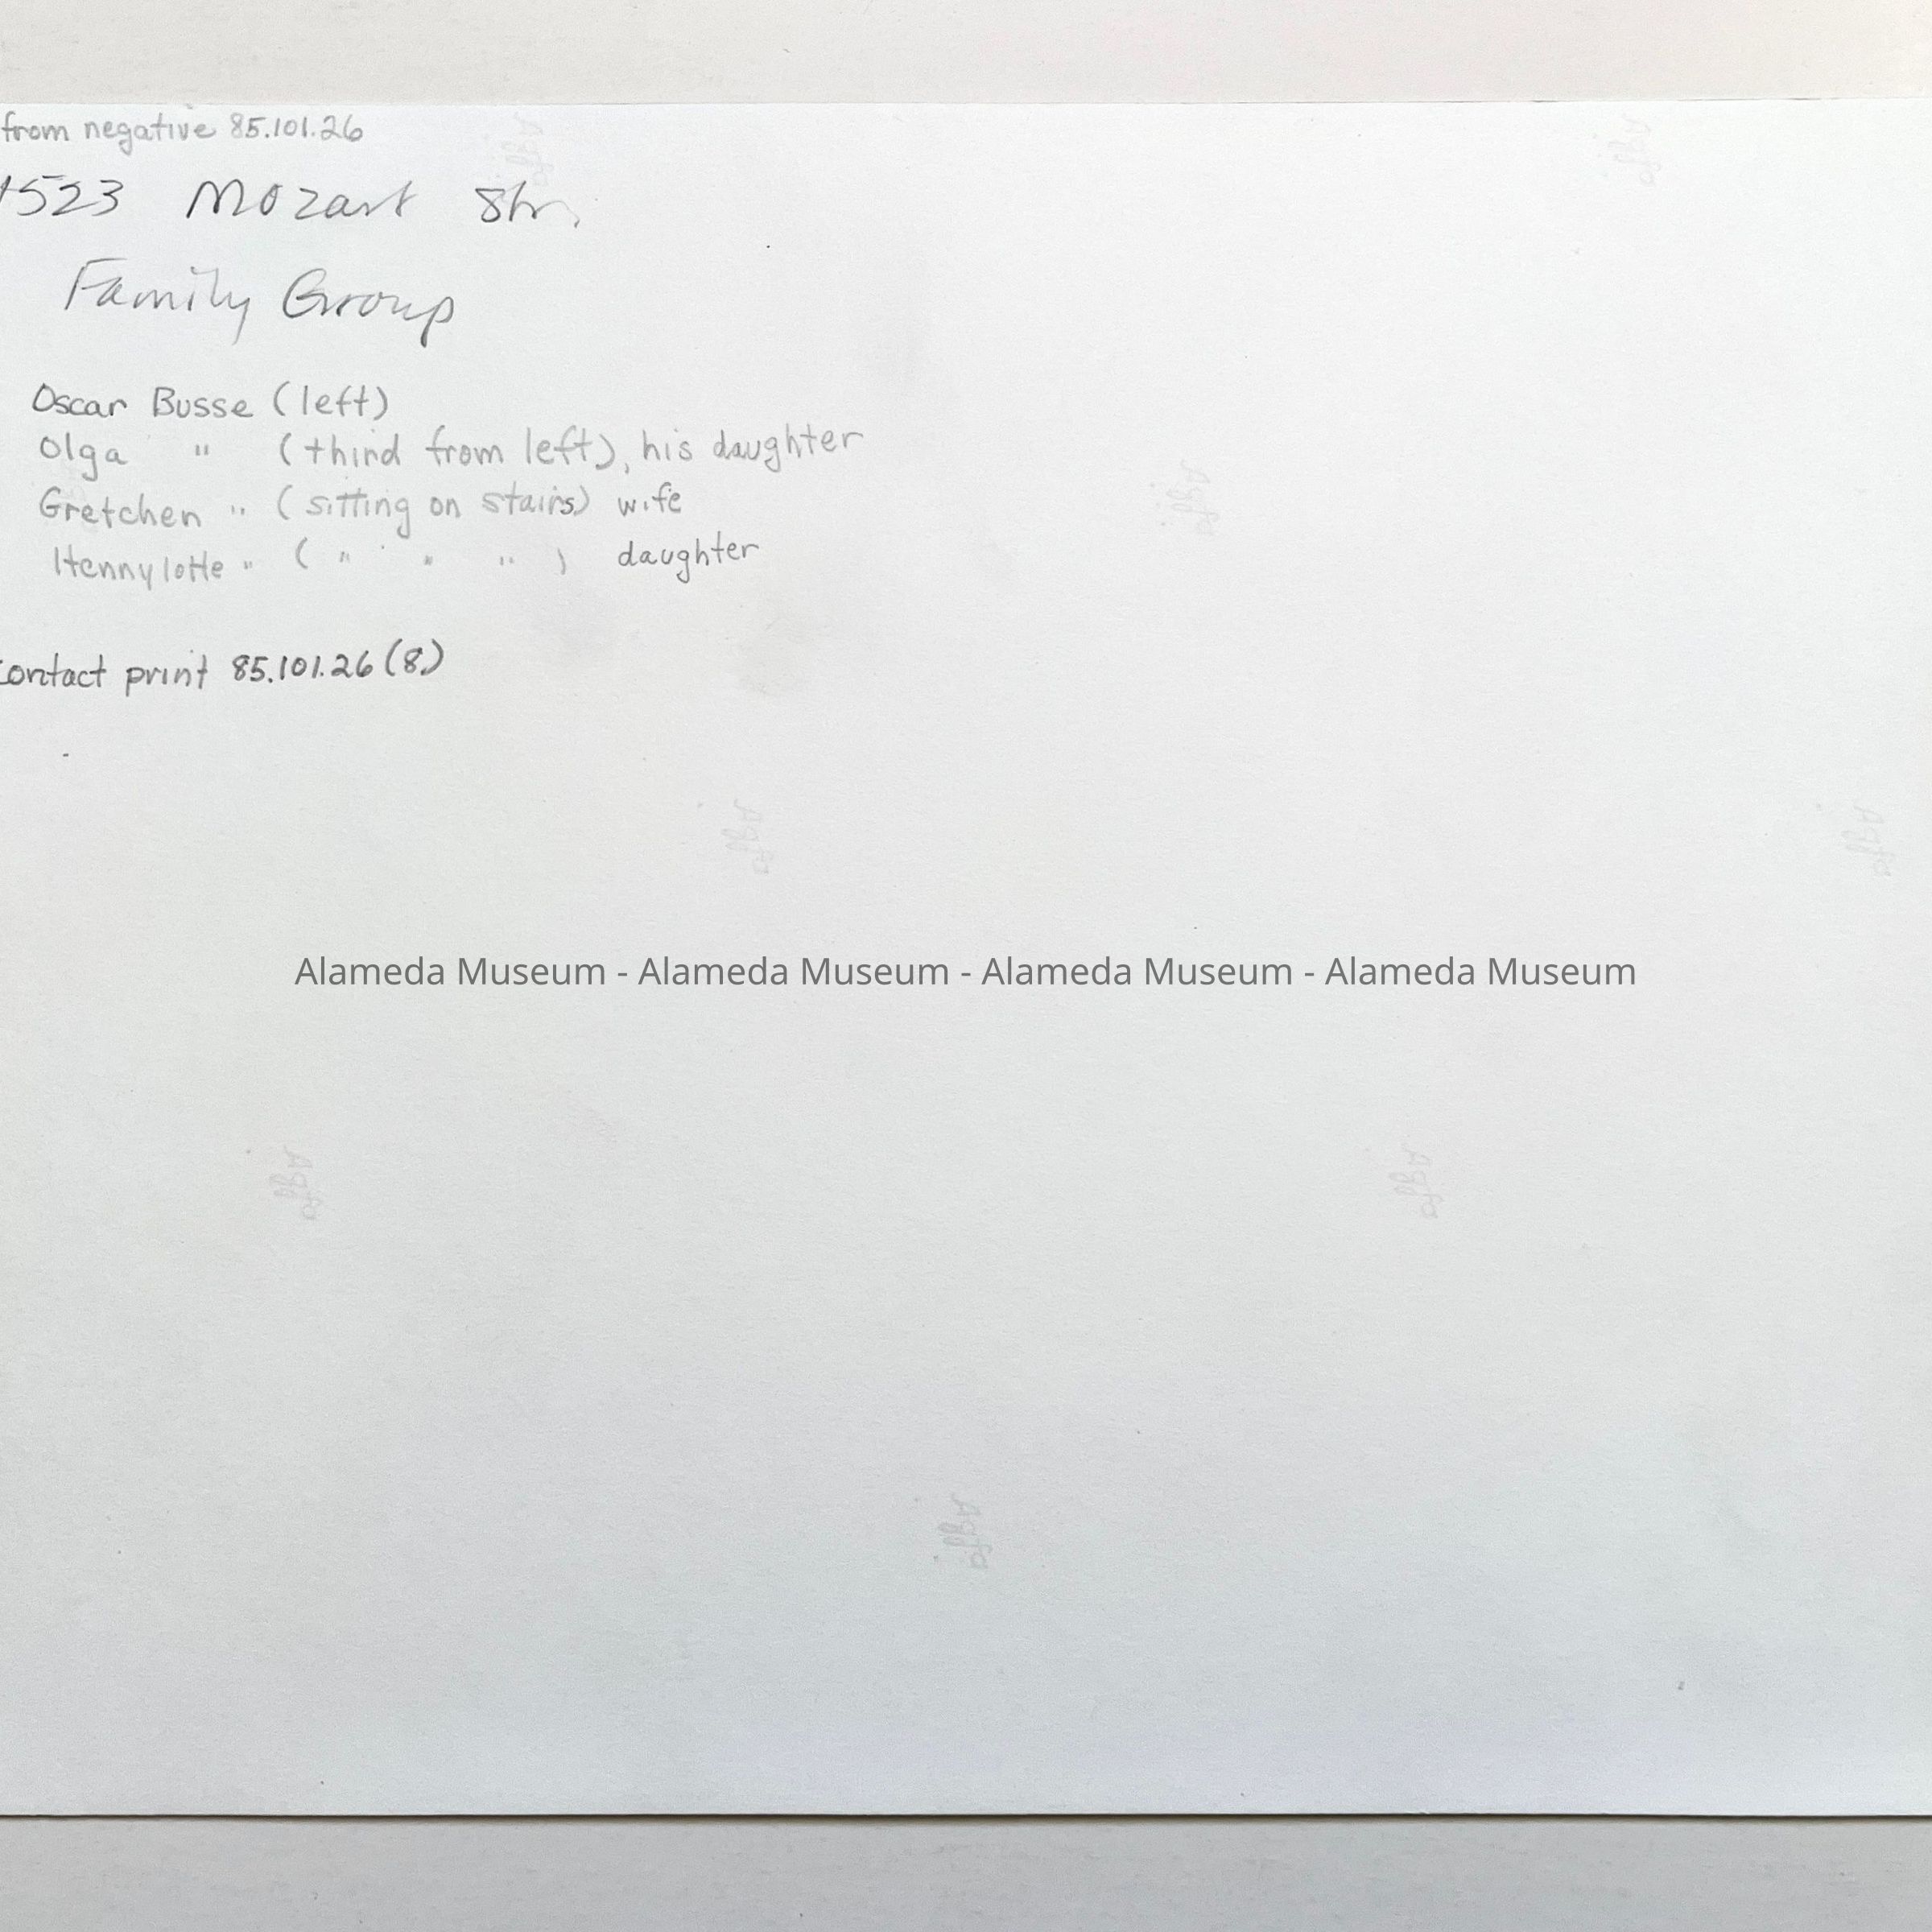 from negative 85.101.26
1523 Mozart Str.
Family Group
Oscar Busse (left)
Olga " (third from left), his daughter
Gretchen " (sitting on stairs) wife
Hennylotte " ( " " " ) daughter
Contact print 85.101.26 (8.)
Alameda Museum - Alameda Museum - Alameda Museum - Alameda Museum